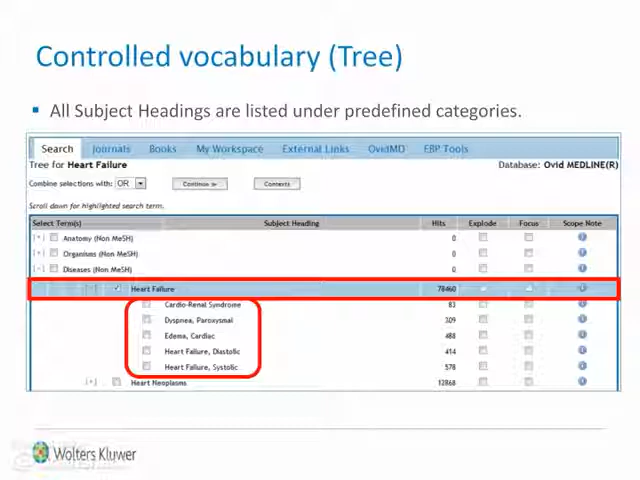 Controlled vocabulary (Tree)
▪ All Subject Headings are listed under predefined categories.
Search Journals Books My Workspace External Links OvidMD EBP Tools
Tree for Heart Failure Database: Ovid MEDLINE(R)
Combine selections with: OR Continue >> Contents
Scroll down for highlighted search term.
Select Term(s) Subject Heading Hits Explode Focus Scope Note
[+] Anatomy (Non MeSH) 0
[+] Organisms (Non MeSH) 0
[-] Diseases (Non MeSH) 0
[-] Heart Failure 78460
Cardio-Renal Syndrome 83
Dyspnea, Paroxysmal 309
Edema, Cardiac 488
Heart Failure, Diastolic 414
Heart Failure, Systolic 578
[+] Heart Neoplasms 12868
Wolters Kluwer